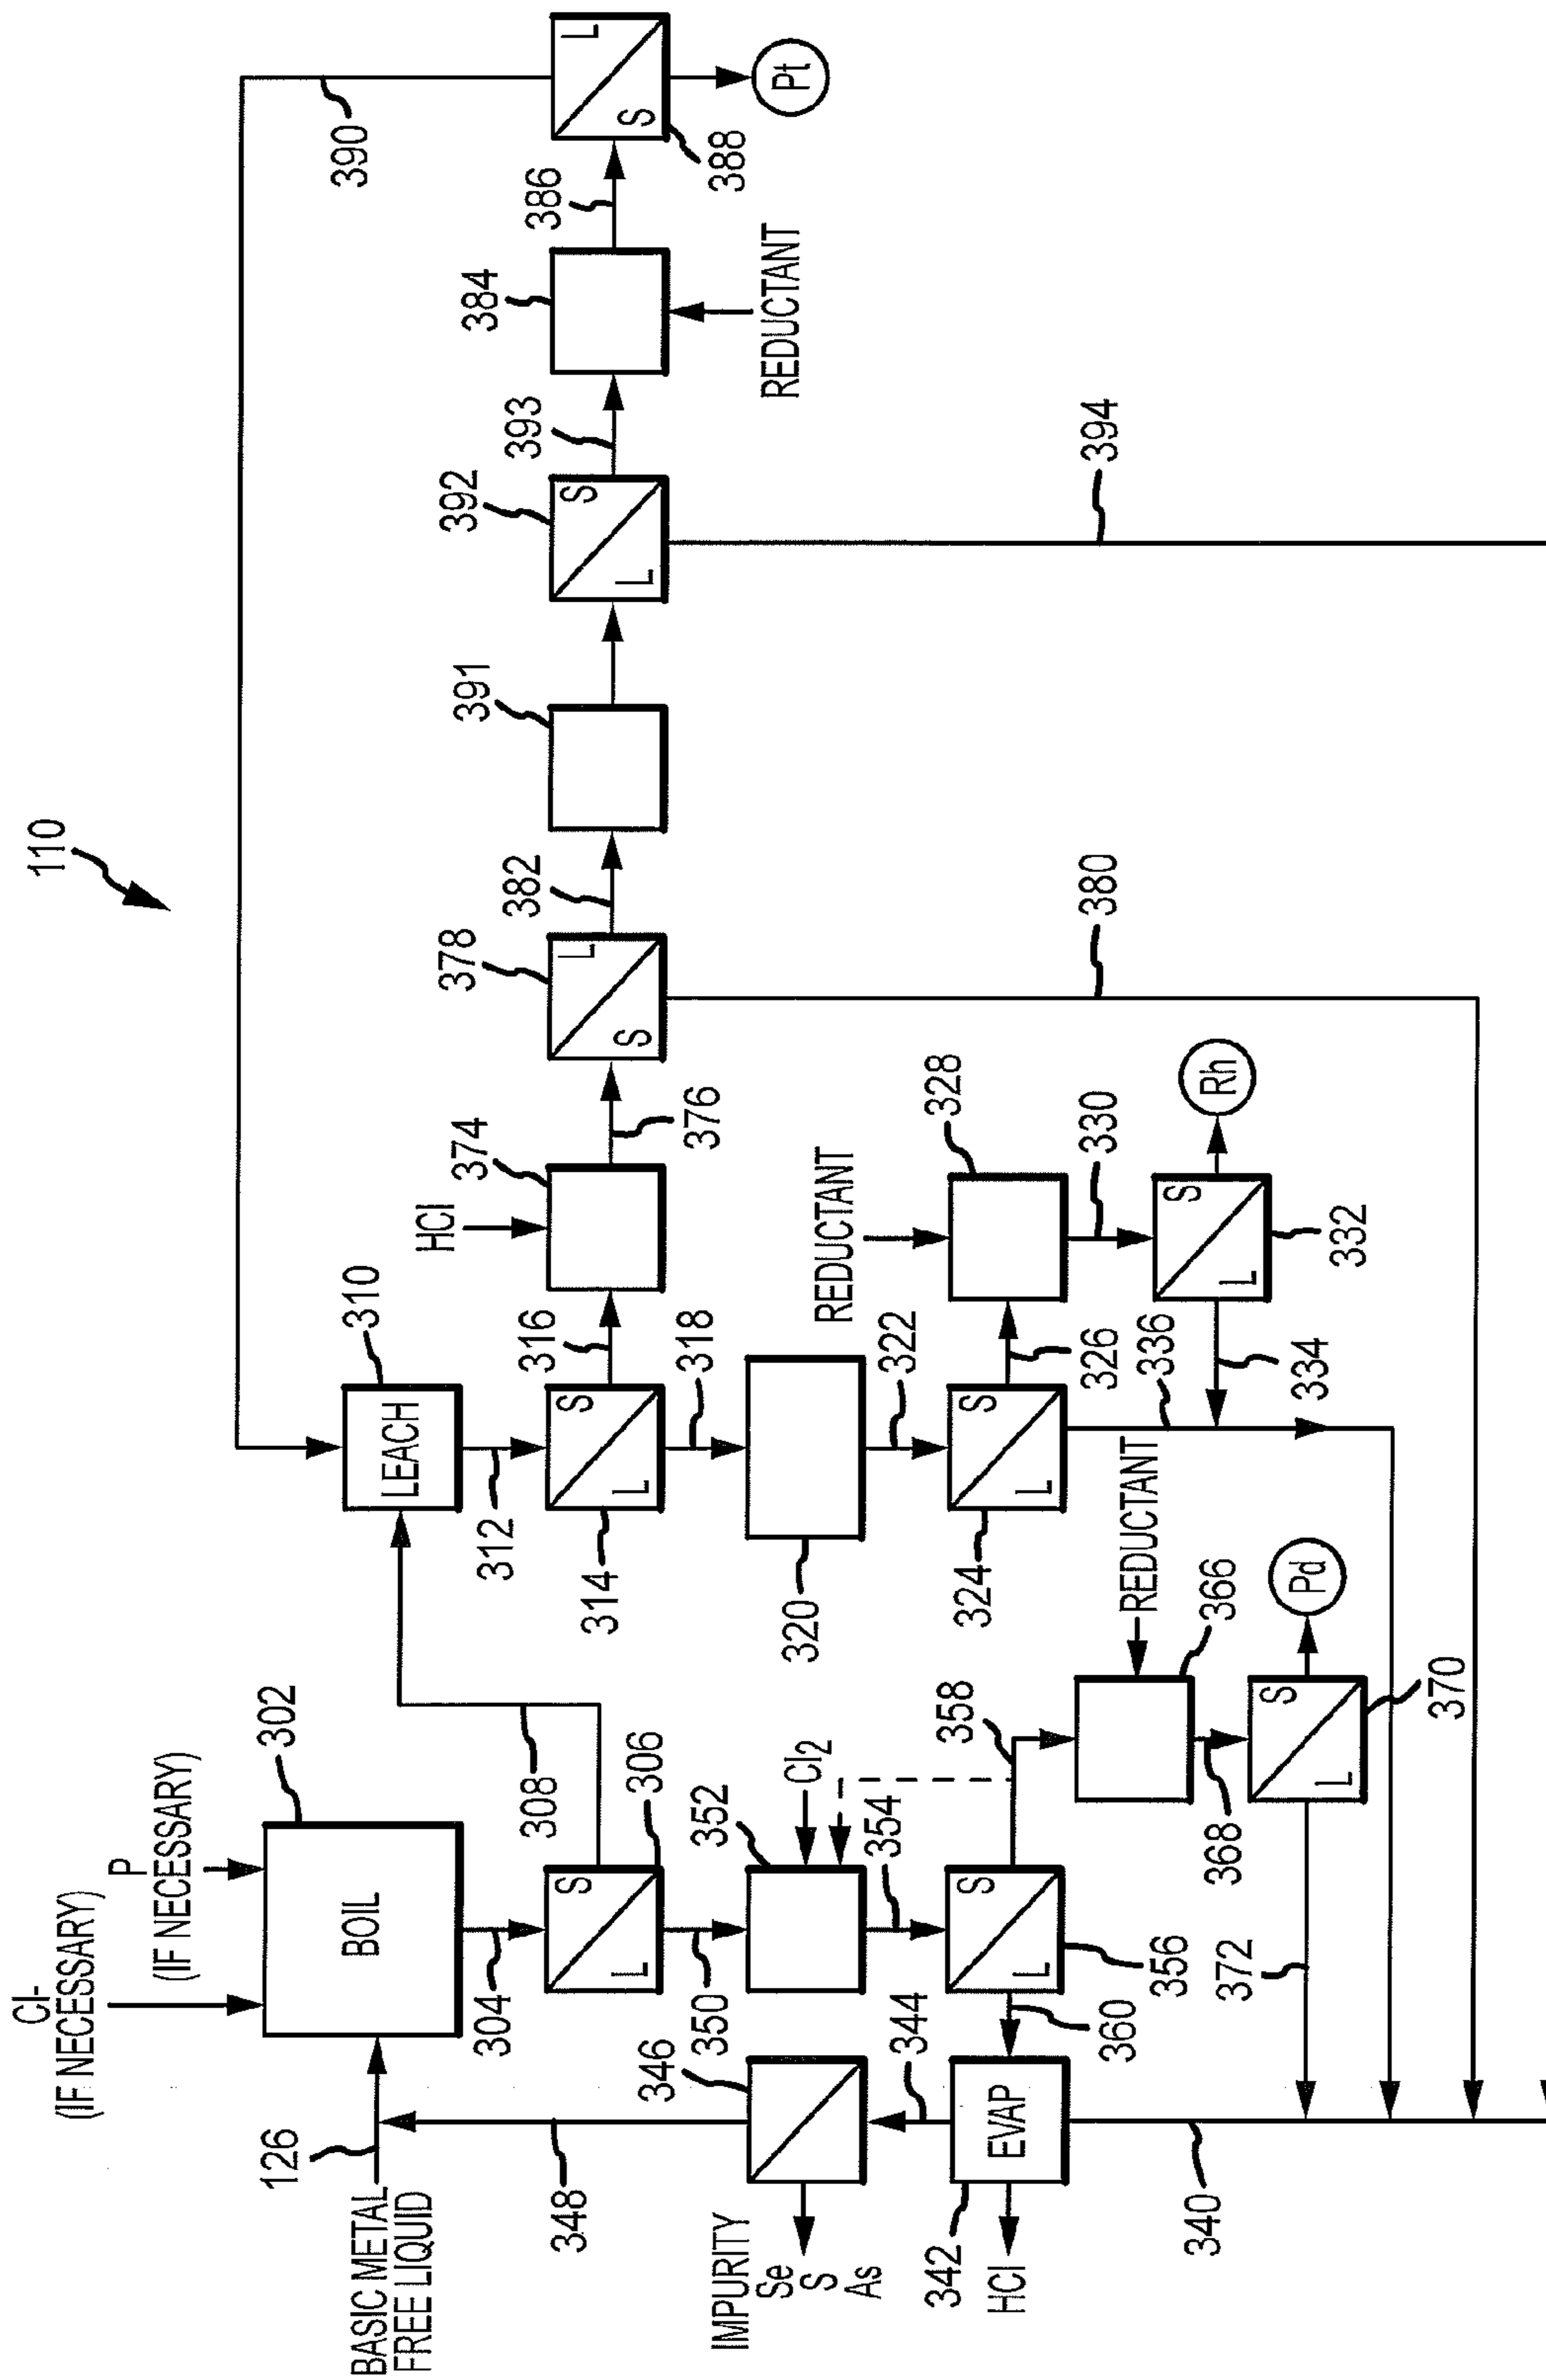 110
Cl-
(IF NECESSARY)
P
(IF NECESSARY)
302
BOIL
126
BASIC METAL
FREE LIQUID
304
S
L
306
308
310
LEACH
312
S
L
314
316
318
HCl
374
376
L
S
378
382
380
391
S
L
392
393
394
384
REDUCTANT
386
L
S
388
390
Pt
320
322
S
L
324
326
REDUCTANT
328
330
S
L
332
Rh
334
336
350
352
Cl2
354
S
L
356
358
REDUCTANT
366
368
S
L
370
Pd
372
360
EVAP
342
HCl
340
344
346
IMPURITY
Se
S
As
348